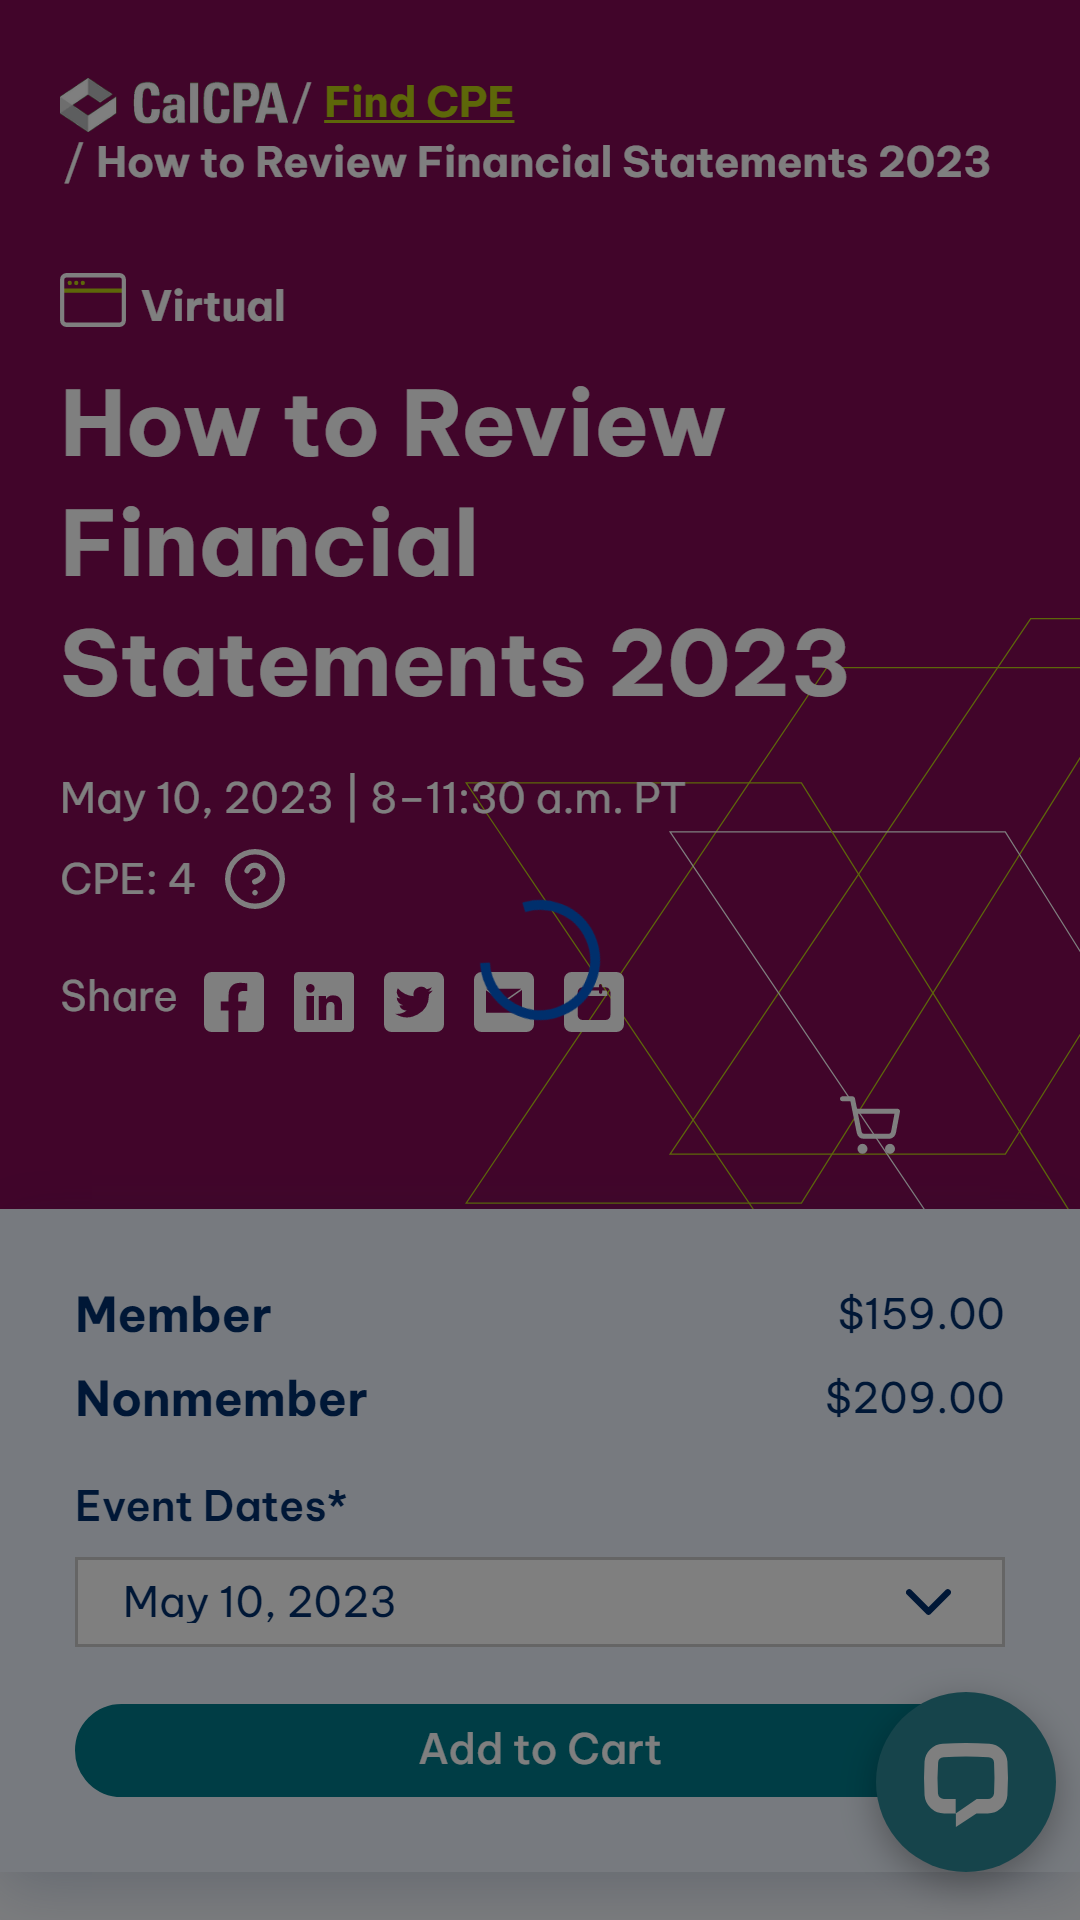 CalCPA / Find CPE
/ How to Review Financial Statements 2023
Virtual
How to Review
Financial
Statements 2023
May 10, 2023 | 8–11:30 a.m. PT
CPE: 4 ?
Share
Member $159.00
Nonmember $209.00
Event Dates*
May 10, 2023
Add to Cart